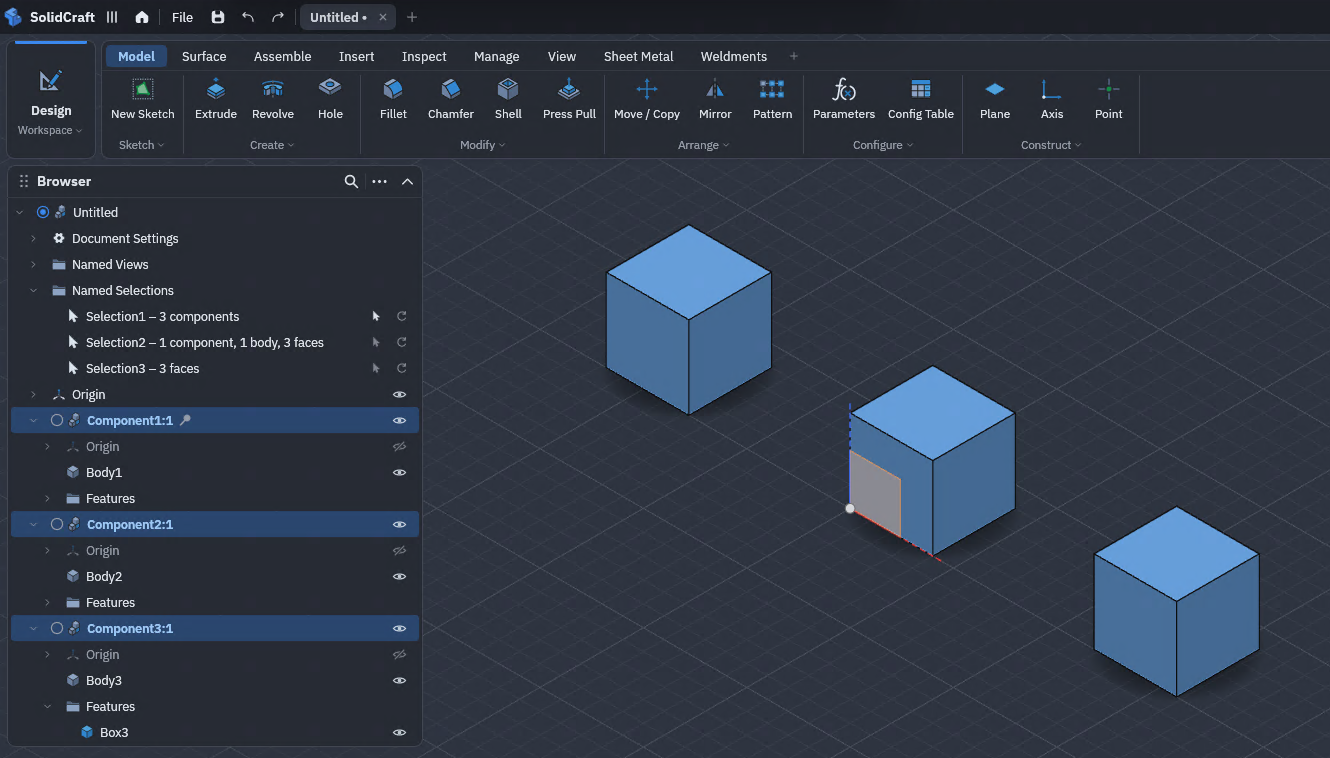 SolidCraft File Untitled •
Design
Workspace
Model Surface Assemble Insert Inspect Manage View Sheet Metal Weldments
New Sketch Extrude Revolve Hole Fillet Chamfer Shell Press Pull Move / Copy Mirror Pattern Parameters Config Table Plane Axis Point
Sketch Create Modify Arrange Configure Construct
Browser
Untitled
Document Settings
Named Views
Named Selections
Selection1 – 3 components
Selection2 – 1 component, 1 body, 3 faces
Selection3 – 3 faces
Origin
Component1:1
Origin
Body1
Features
Component2:1
Origin
Body2
Features
Component3:1
Origin
Body3
Features
Box3